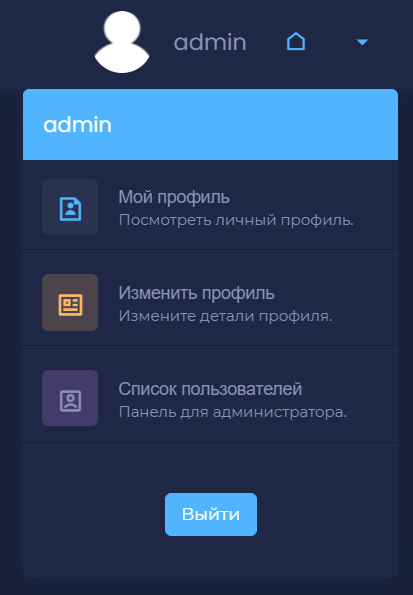 admin
admin
Мой профиль
Посмотреть личный профиль.
Изменить профиль
Измените детали профиля.
Список пользователей
Панель для администратора.
Выйти